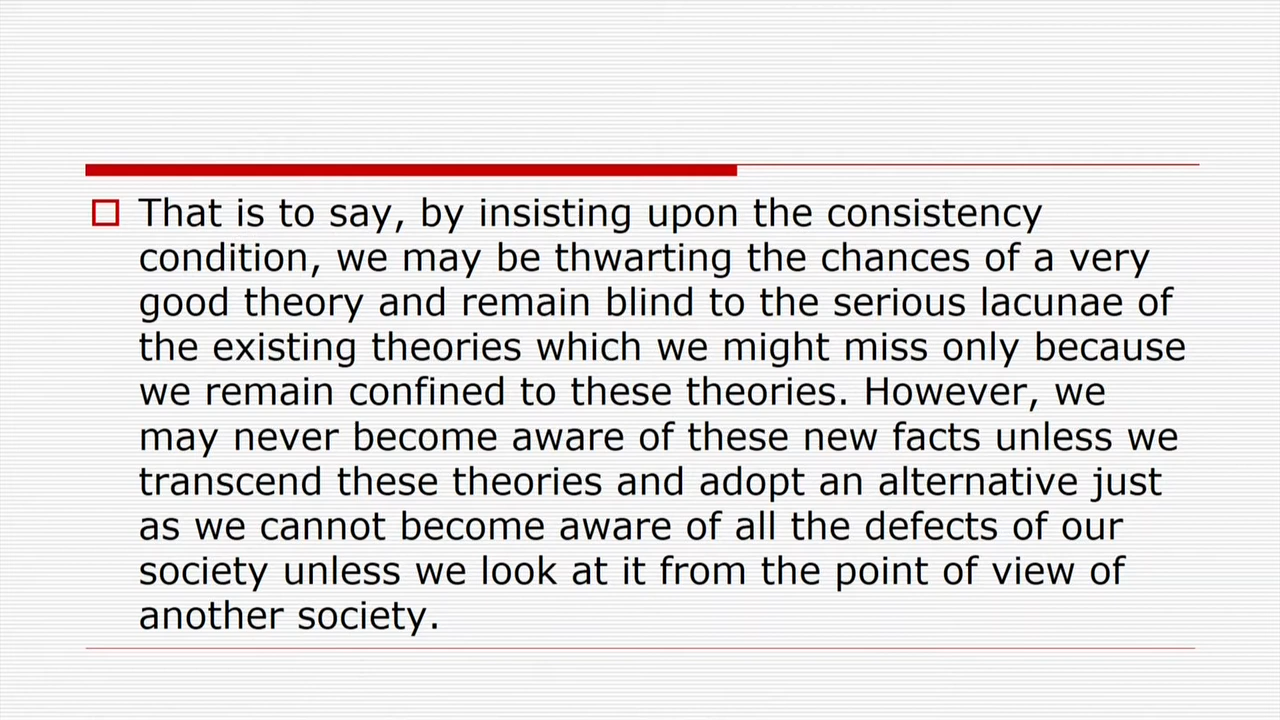 That is to say, by insisting upon the consistency
condition, we may be thwarting the chances of a very
good theory and remain blind to the serious lacunae of
the existing theories which we might miss only because
we remain confined to these theories. However, we
may never become aware of these new facts unless we
transcend these theories and adopt an alternative just
as we cannot become aware of all the defects of our
society unless we look at it from the point of view of
another society.